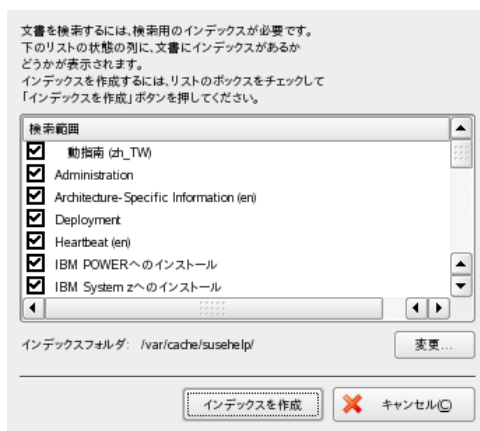 文書を検索するには、検索用のインデックスが必要です。
下のリストの状態の列に、文書にインデックスがあるか
どうかが表示されます。
インデックスを作成するには、リストのボックスをチェックして
「インデックスを作成」ボタンを押してください。
検索範囲
動指南 (zh_TW)
Administration
Architecture-Specific Information (en)
Deployment
Heartbeat (en)
IBM POWERへのインストール
IBM System zへのインストール
インデックスフォルダ: /var/cache/susehelp/
変更...
インデックスを作成
キャンセル(C)